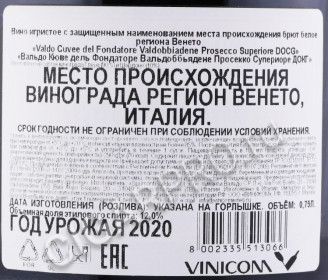 Вино игристое с защищенным наименованием места происхождения брют белое
региона Венето
«Valdo Cuvee del Fondatore Valdobbiadene Prosecco Superiore DOCG»
«Вальдо Кюве дель Фондаторе Вальдоббьядене Просекко Супериоре ДОКГ»
МЕСТО ПРОИСХОЖДЕНИЯ
ВИНОГРАДА РЕГИОН ВЕНЕТО,
ИТАЛИЯ.
СРОК ГОДНОСТИ НЕ ОГРАНИЧЕН ПРИ СОБЛЮДЕНИИ УСЛОВИЙ ХРАНЕНИЯ.
ДАТА ИЗГОТОВЛЕНИЯ (РОЗЛИВА): УКАЗАНА НА ГОРЛЫШКЕ. Объем: 0,75л.
Объемная доля этилового спирта: 12,0%
ГОД УРОЖАЯ 2020
EAC
8 002335 513066
VINICOM